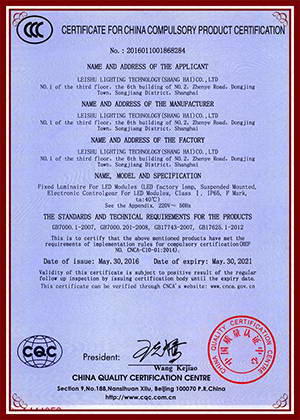 CCC
CERTIFICATE FOR CHINA COMPULSORY PRODUCT CERTIFICATION
No.: 2016011001868284
NAME AND ADDRESS OF THE APPLICANT
LEISHU LIGHTING TECHNOLOGY(SHANG HAI)CO.,LTD
NO.1 of the third floor, the 6th building of NO.2, Zhenye Road, Dongjing
Town, Songjiang District, Shanghai
NAME AND ADDRESS OF THE MANUFACTURER
LEISHU LIGHTING TECHNOLOGY(SHANG HAI)CO.,LTD
NO.1 of the third floor, the 6th building of NO.2, Zhenye Road, Dongjing
Town, Songjiang District, Shanghai
NAME AND ADDRESS OF THE FACTORY
LEISHU LIGHTING TECHNOLOGY(SHANG HAI)CO.,LTD
NO.1 of the third floor, the 6th building of NO.2, Zhenye Road, Dongjing
Town, Songjiang District, Shanghai
NAME, MODEL AND SPECIFICATION
Fixed Luminaire For LED Modules (LED factory lamp, Suspended Mounted,
Electronic Controlgear For LED Modules, Class Ⅰ, IP65, F Mark,
ta:40℃)
See the Appendix. 220V~ 50Hz
THE STANDARDS AND TECHNICAL REQUIREMENTS FOR THE PRODUCTS
GB7000.1-2007, GB7000.201-2008, GB17743-2007, GB17625.1-2012
This is to certify that the above mentioned products have met the
requirements of implementation rules for compulsory certification(REF
NO. CNCA-C10-01:2014).
Date of issue: May.30,2016 Date of expiry: May.30,2021
Validity of this certificate is subject to positive result of the regular
follow up inspection by issuing certification body until the expiry date.
This certificate can be verified through CNCA's website: www.cnca.gov.cn
CQC
President:
Wang Kejiao
CHINA QUALITY CERTIFICATION CENTRE
Section 9, No.188, Nansihuan Xilu, Beijing 100070 P.R.China
http://www.cqc.com.cn